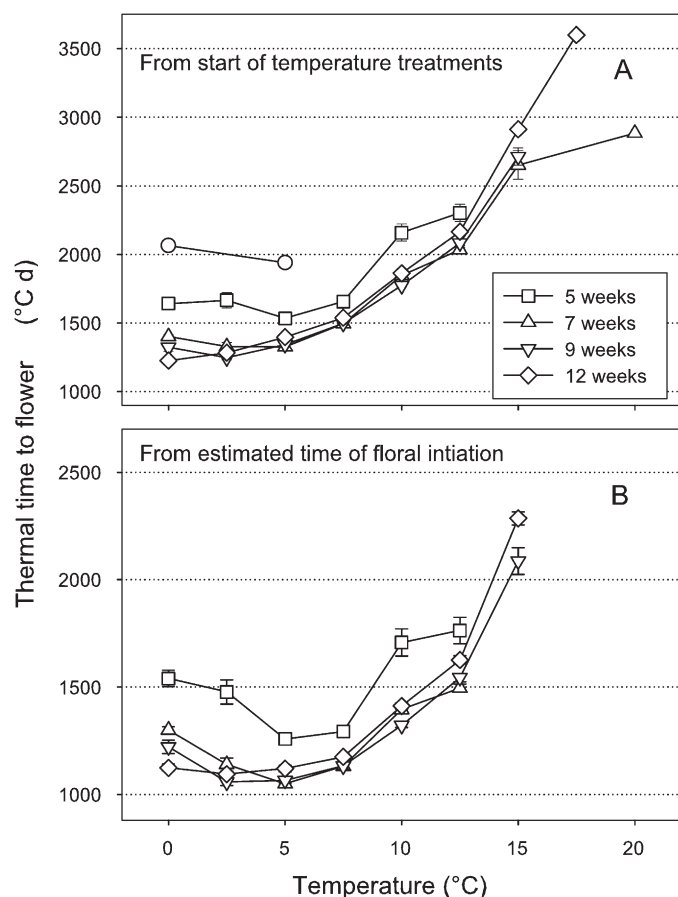 3500
From start of temperature treatments
A
3000
2500
2000
5 weeks
1500
7 weeks
9 weeks
1000
12 weeks
Thermal time to flower (°C d)
From estimated time of floral intiation
2500
B
2000
1500
1000
0 5 10 15 20
Temperature (°C)